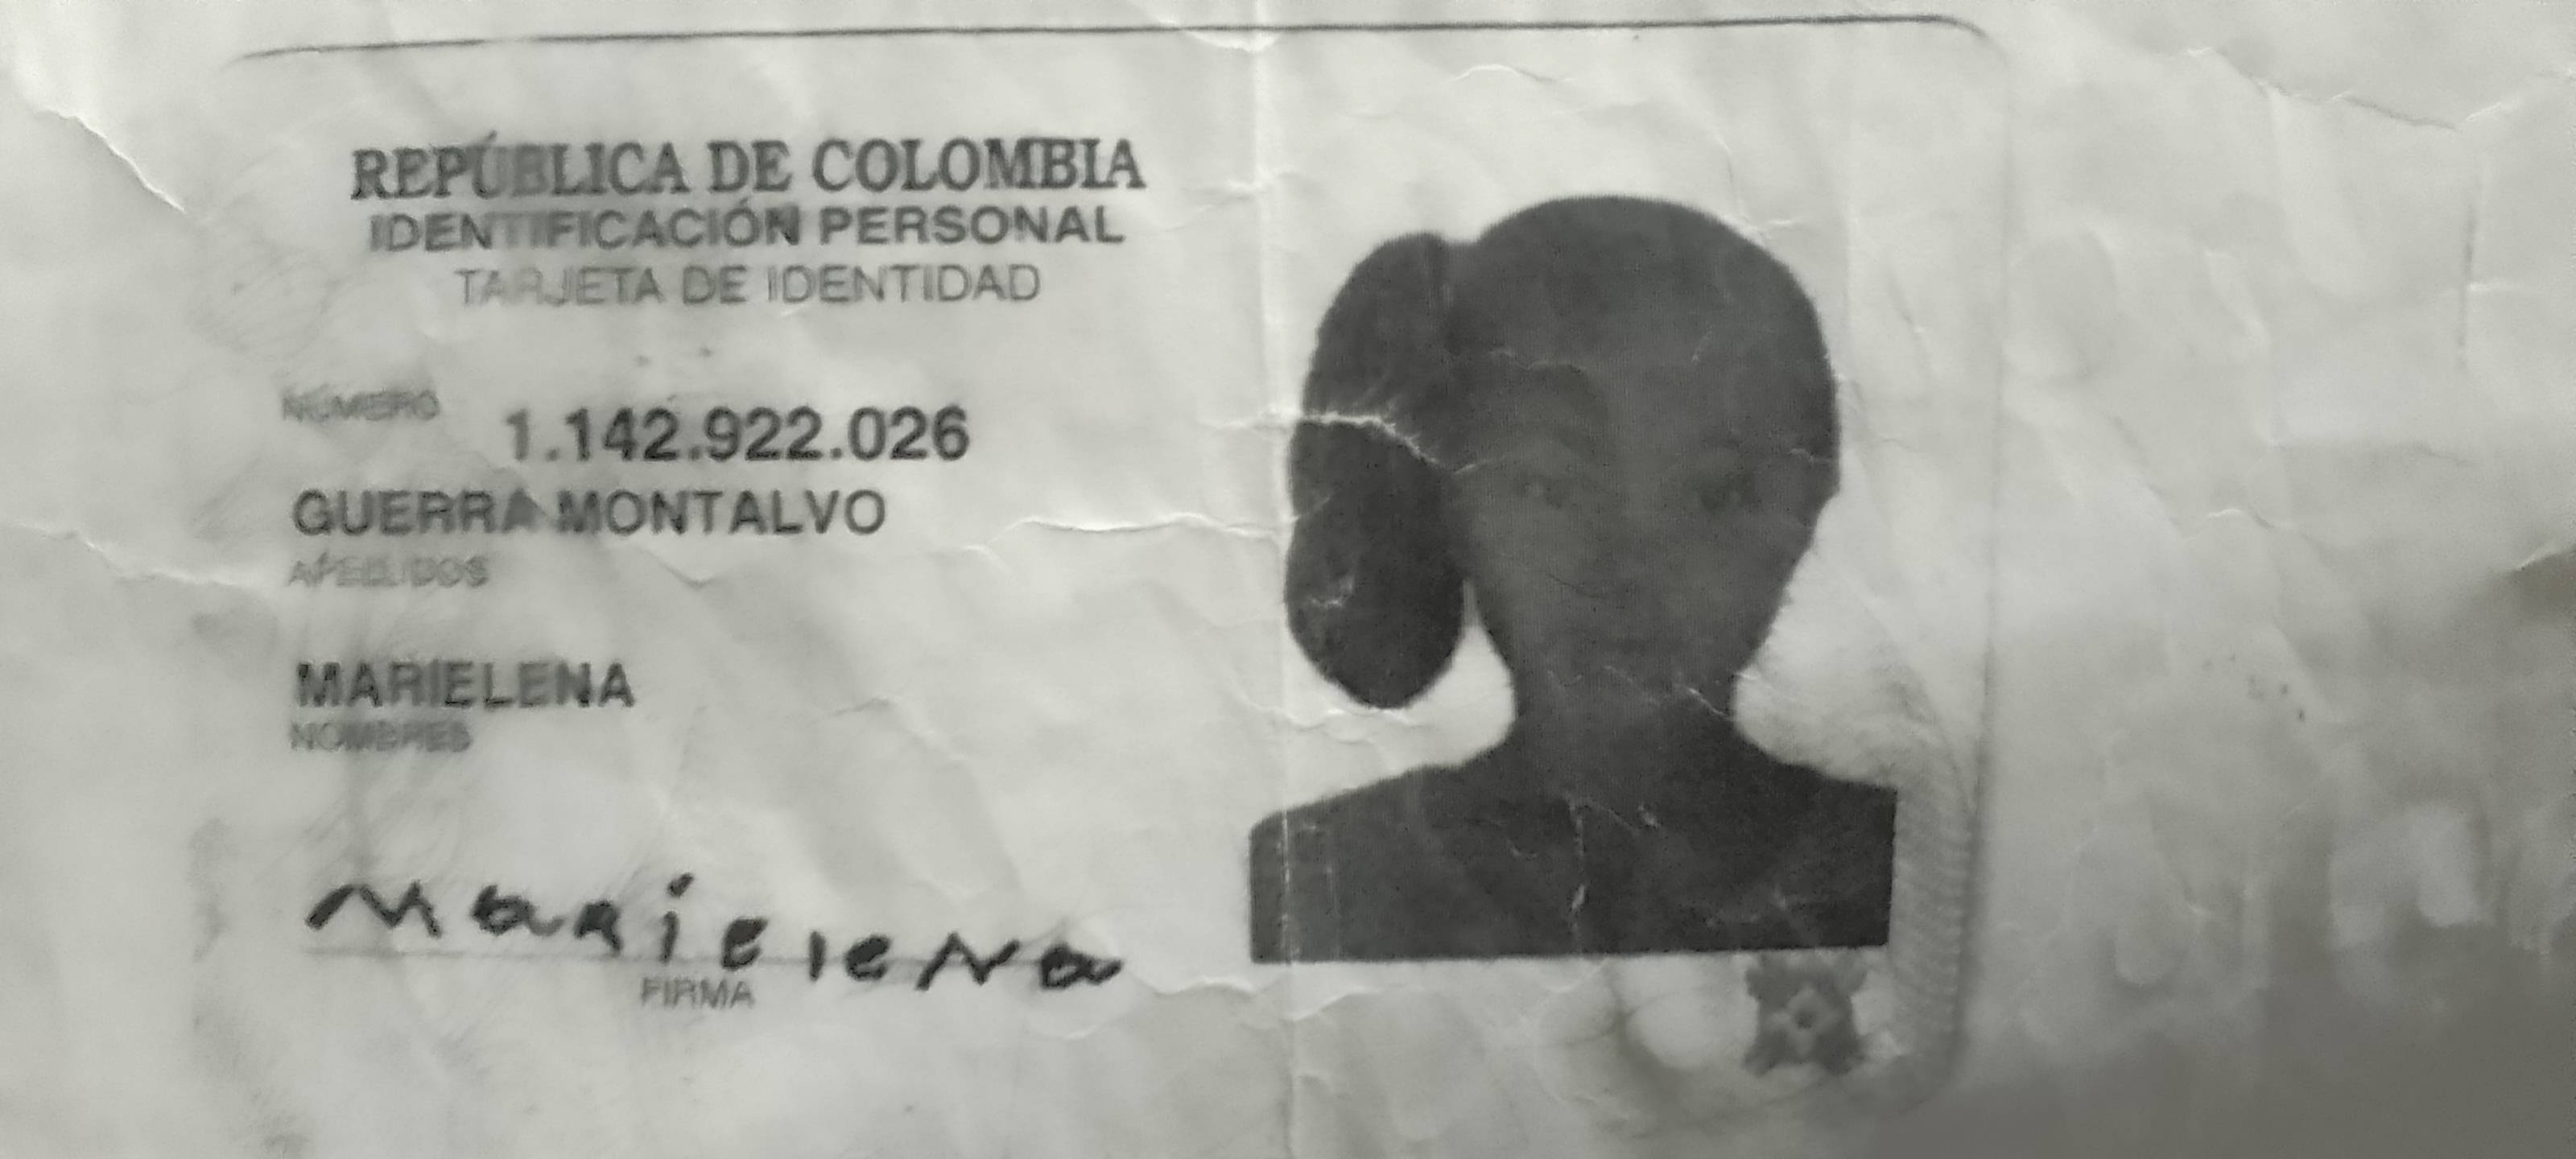 REPÚBLICA DE COLOMBIA
IDENTIFICACIÓN PERSONAL
TARJETA DE IDENTIDAD
NÚMERO 1.142.922.026
GUERRA MONTALVO
APELLIDOS
MARIELENA
NOMBRES
Marielena
FIRMA